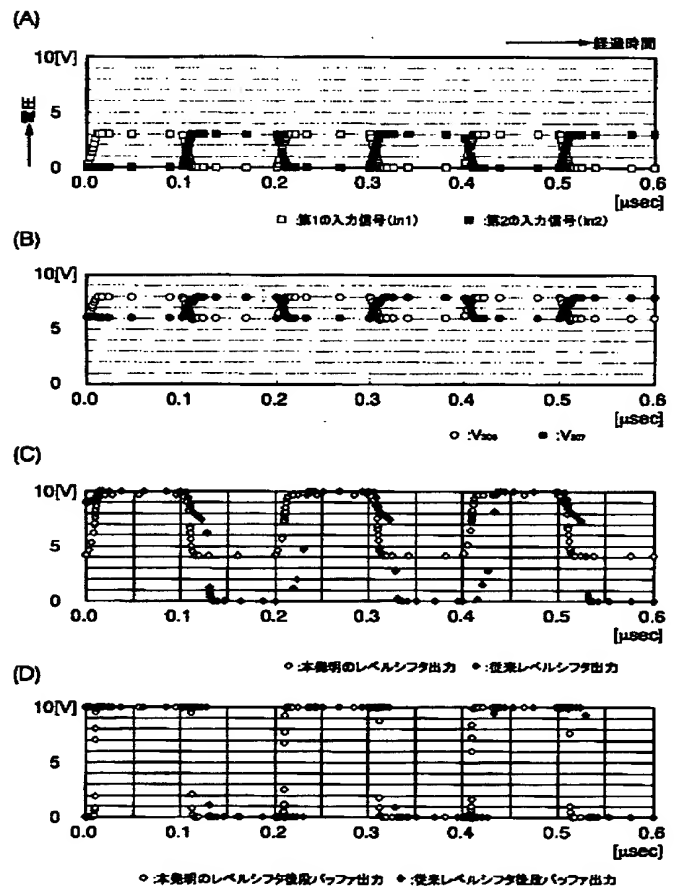 (A)
10[V]
経過時間
電圧
5
0
0.0 0.1 0.2 0.3 0.4 0.5 0.6
[μsec]
□ :第1の入力信号(in1) ■ :第2の入力信号(in2)
(B)
10[V]
5
0
0.0 0.1 0.2 0.3 0.4 0.5 0.6
[μsec]
○ :V306 ● :V307
(C)
10[V]
5
0
0.0 0.1 0.2 0.3 0.4 0.5 0.6
[μsec]
◇ :本発明のレベルシフタ出力 ◆ :従来レベルシフタ出力
(D)
10[V]
5
0
0.0 0.1 0.2 0.3 0.4 0.5 0.6
[μsec]
◇ :本発明のレベルシフタ後段バッファ出力 ◆ :従来レベルシフタ後段バッファ出力